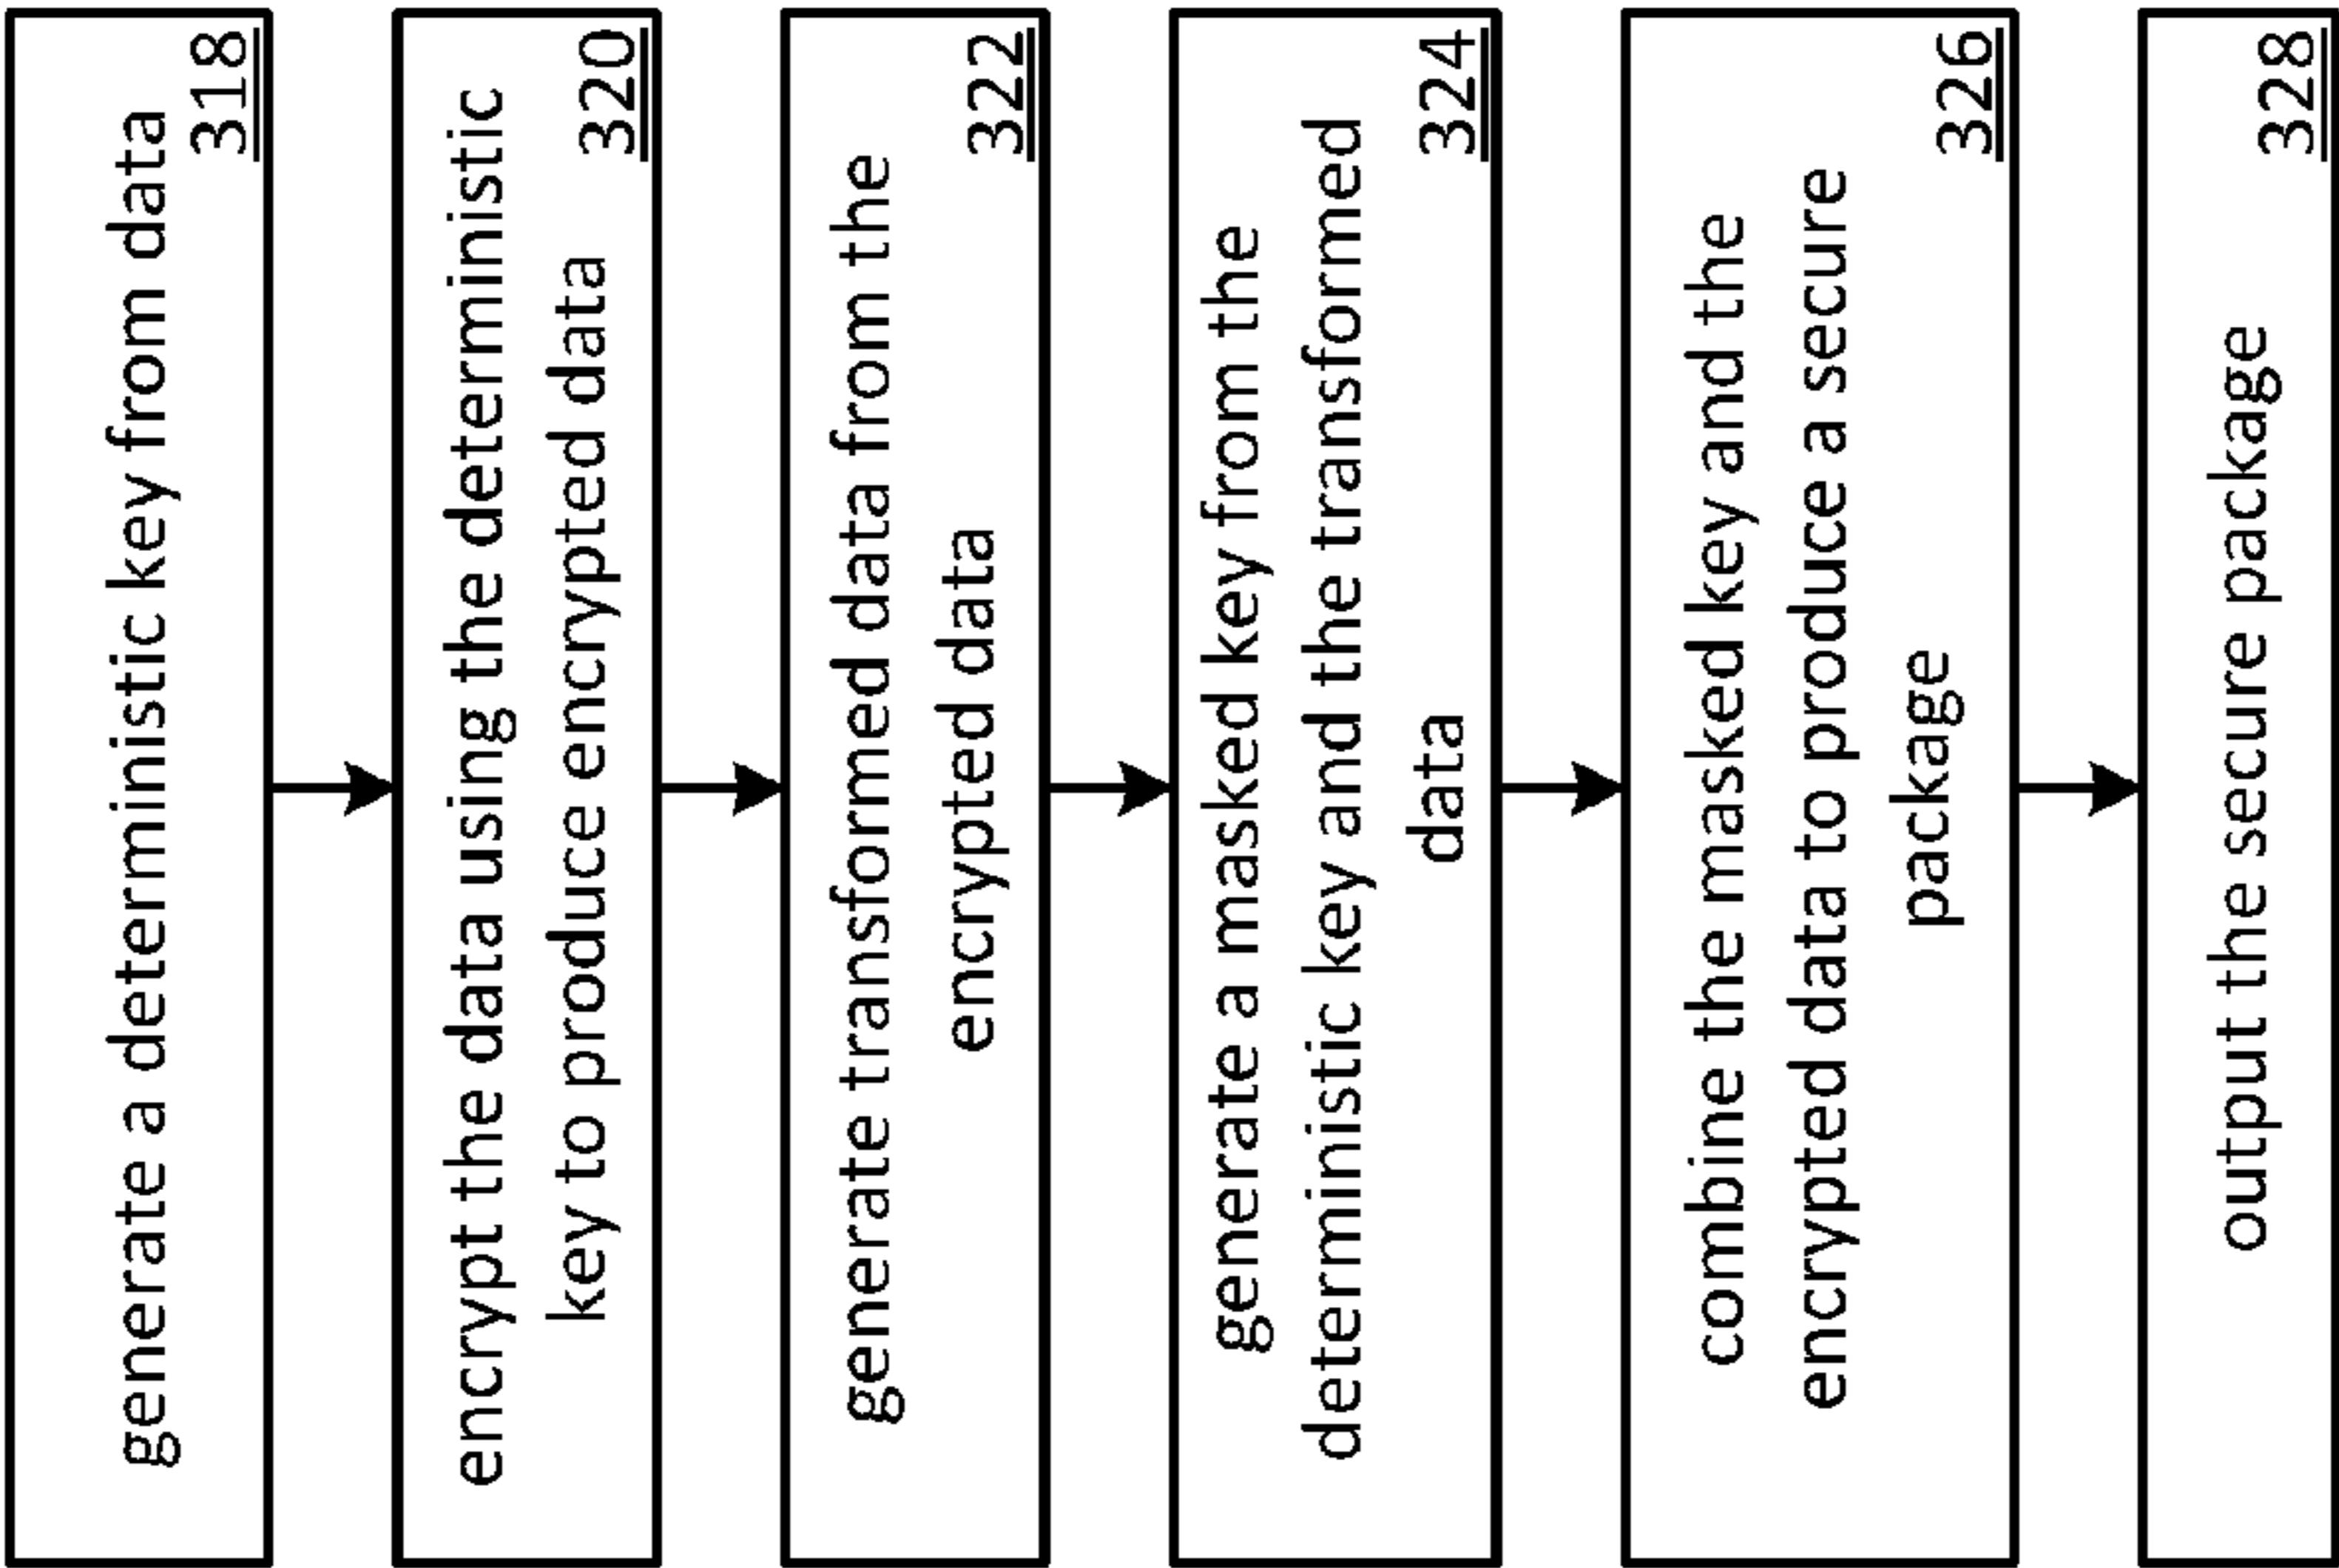 generate a deterministic key from data
318
encrypt the data using the deterministic
key to produce encrypted data
320
generate transformed data from the
encrypted data
322
generate a masked key from the
deterministic key and the transformed
data
324
combine the masked key and the
encrypted data to produce a secure
package
326
output the secure package
328